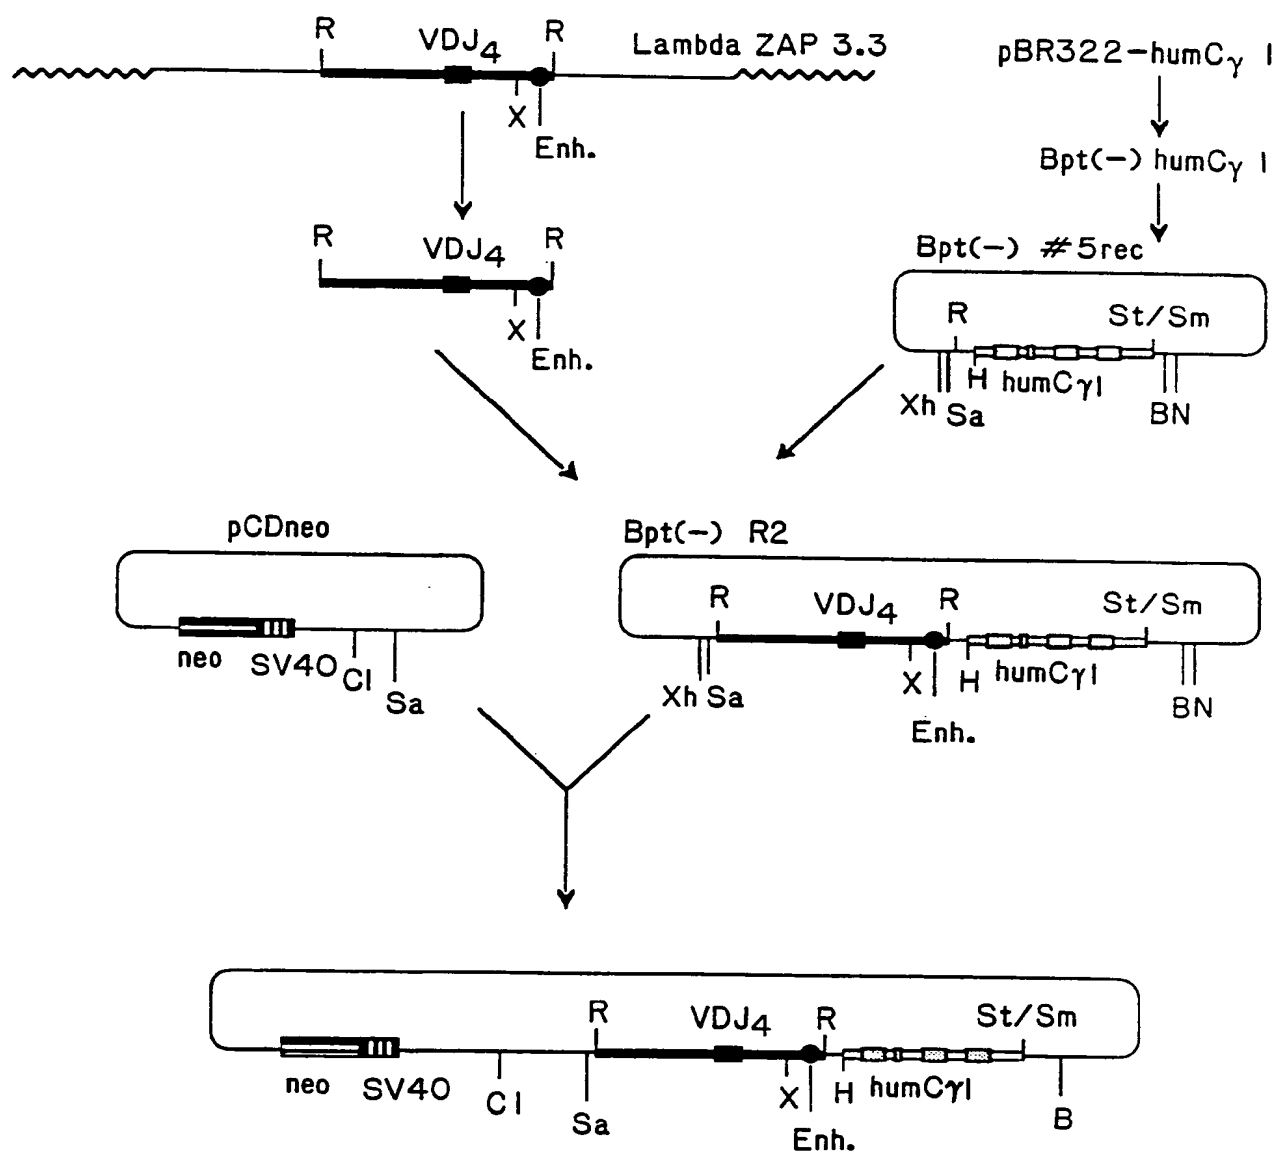 R
VDJ4
R
Lambda ZAP 3.3
X
Enh.
pBR322-humCγ 1
Bpt(-) humCγ 1
R
VDJ4
R
X
Enh.
Bpt(-) #5rec
R
St/Sm
H
humCγ1
Xh
Sa
BN
pCDneo
neo
SV40
Cl
Sa
Bpt(-) R2
R
VDJ4
R
St/Sm
Xh
Sa
X
H
humCγ1
Enh.
BN
R
VDJ4
R
St/Sm
neo
SV40
Cl
Sa
X
H
humCγ1
Enh.
B